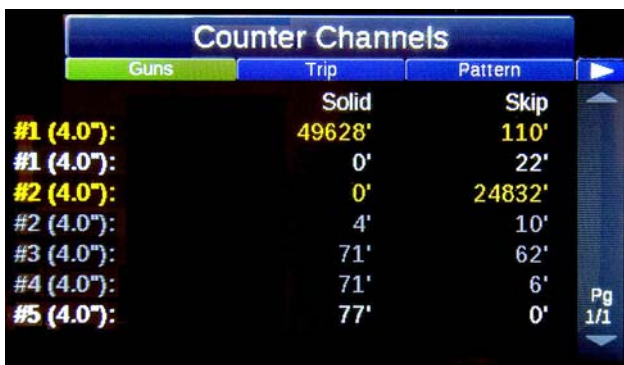 Counter Channels
Guns Trip Pattern
Solid Skip
#1 (4.0"): 49628' 110'
#1 (4.0"): 0' 22'
#2 (4.0"): 0' 24832'
#2 (4.0"): 4' 10'
#3 (4.0"): 71' 62'
#4 (4.0"): 71' 6'
#5 (4.0"): 77' 0'
Pg
1/1